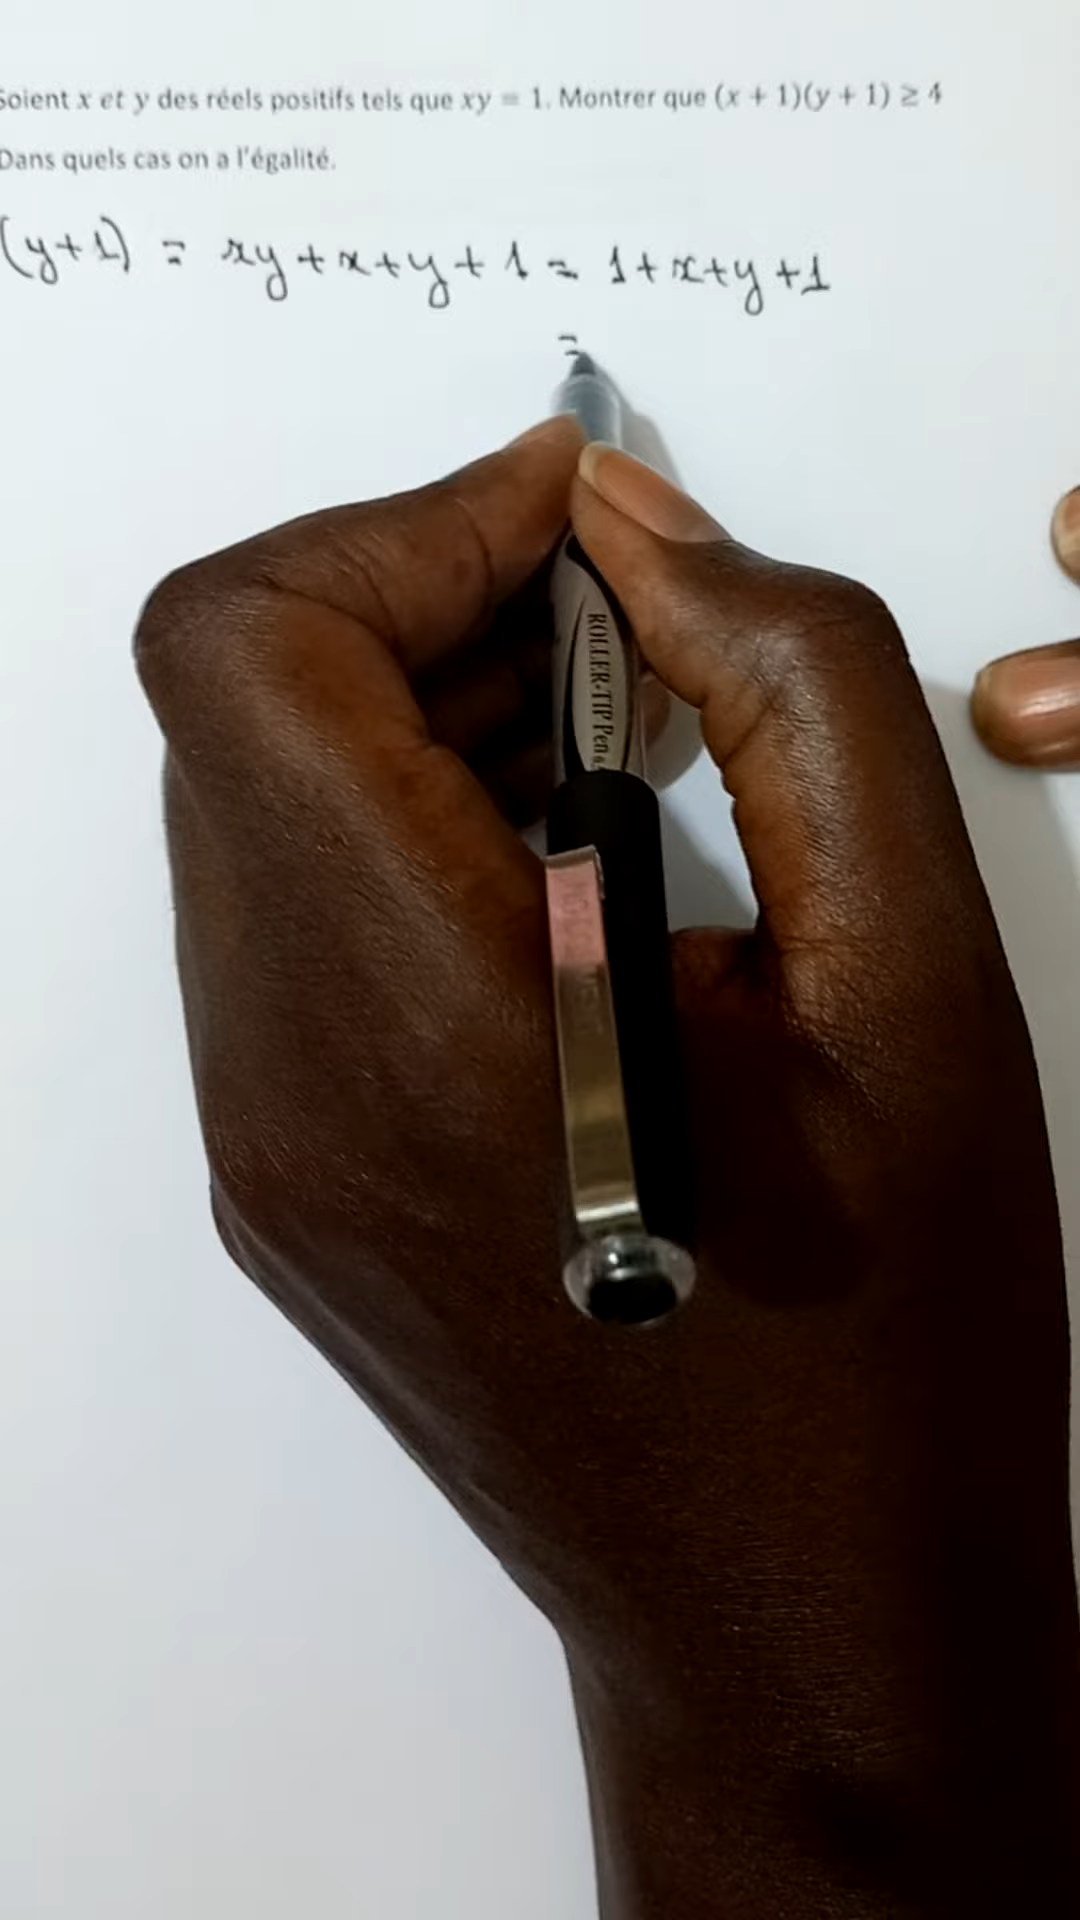 Soient x et y des réels positifs tels que xy = 1. Montrer que (x + 1)(y + 1) ≥ 4
Dans quels cas on a l'égalité.
(y+1) = xy + x + y + 1 = 1 + x + y + 1
=
ROLLER-TIP Pen